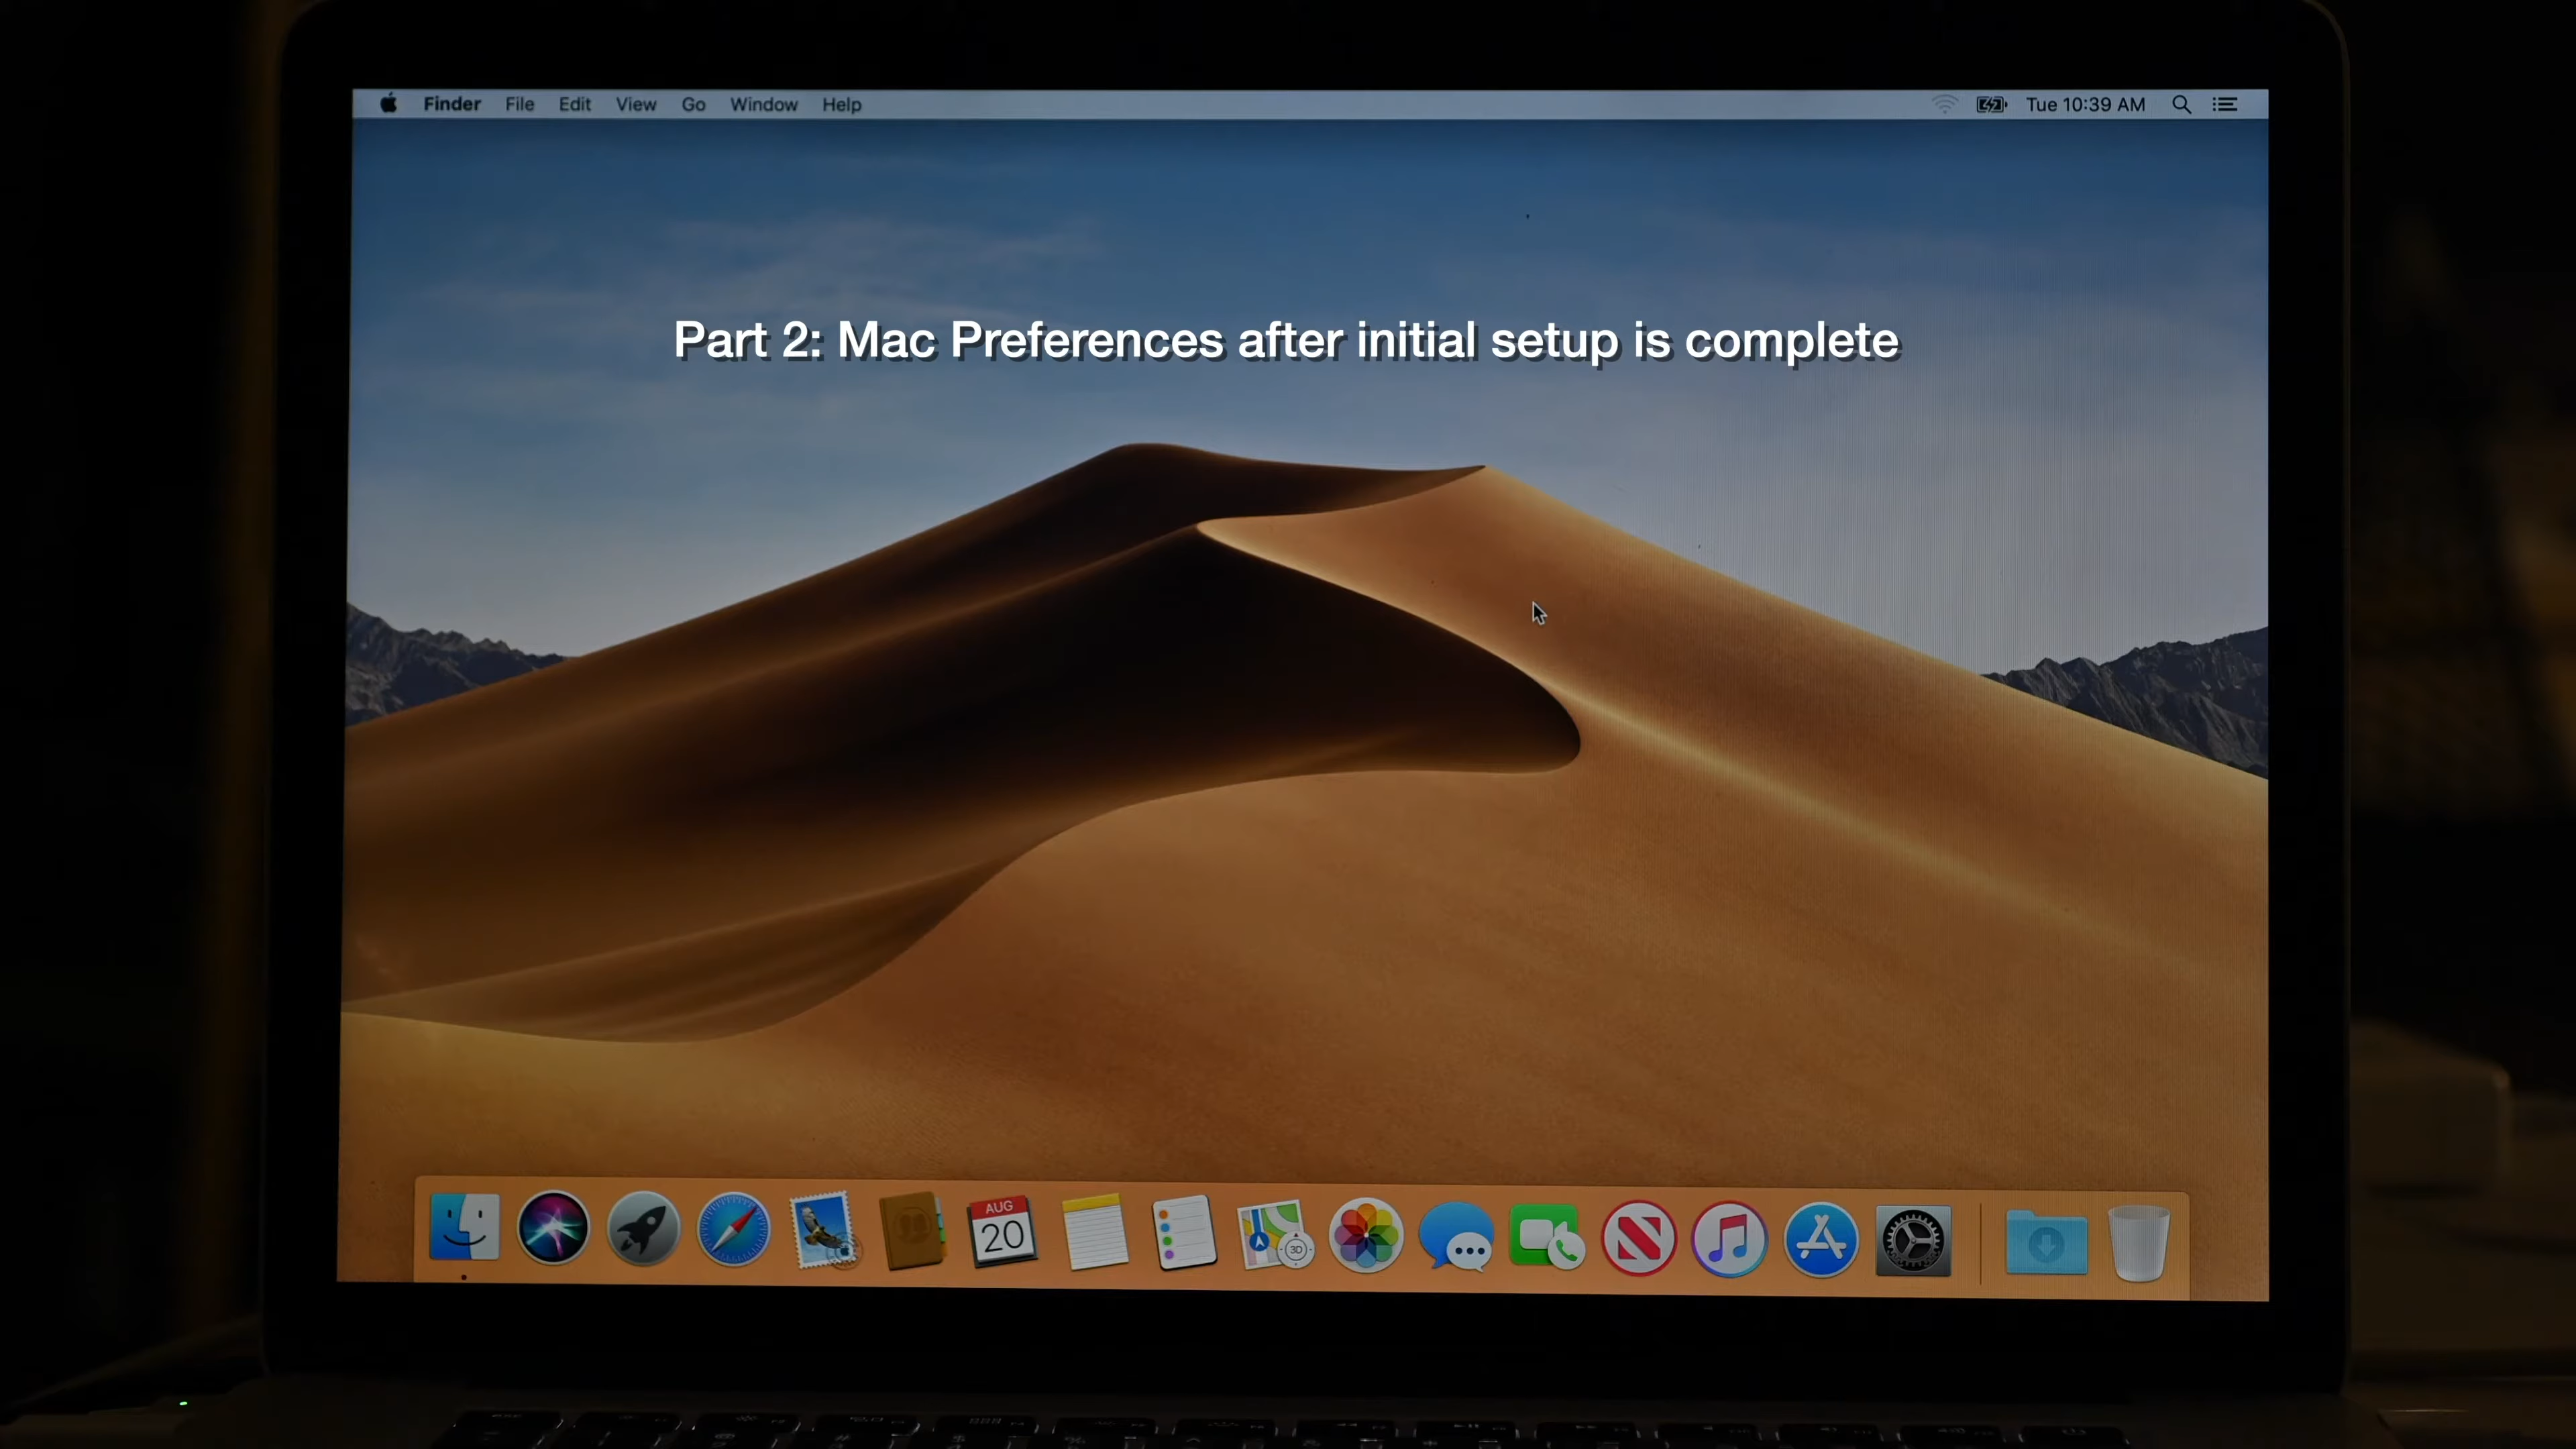 Finder File Edit View Go Window Help Tue 10:39 AM
Part 2: Mac Preferences after initial setup is complete
AUG
20
3D